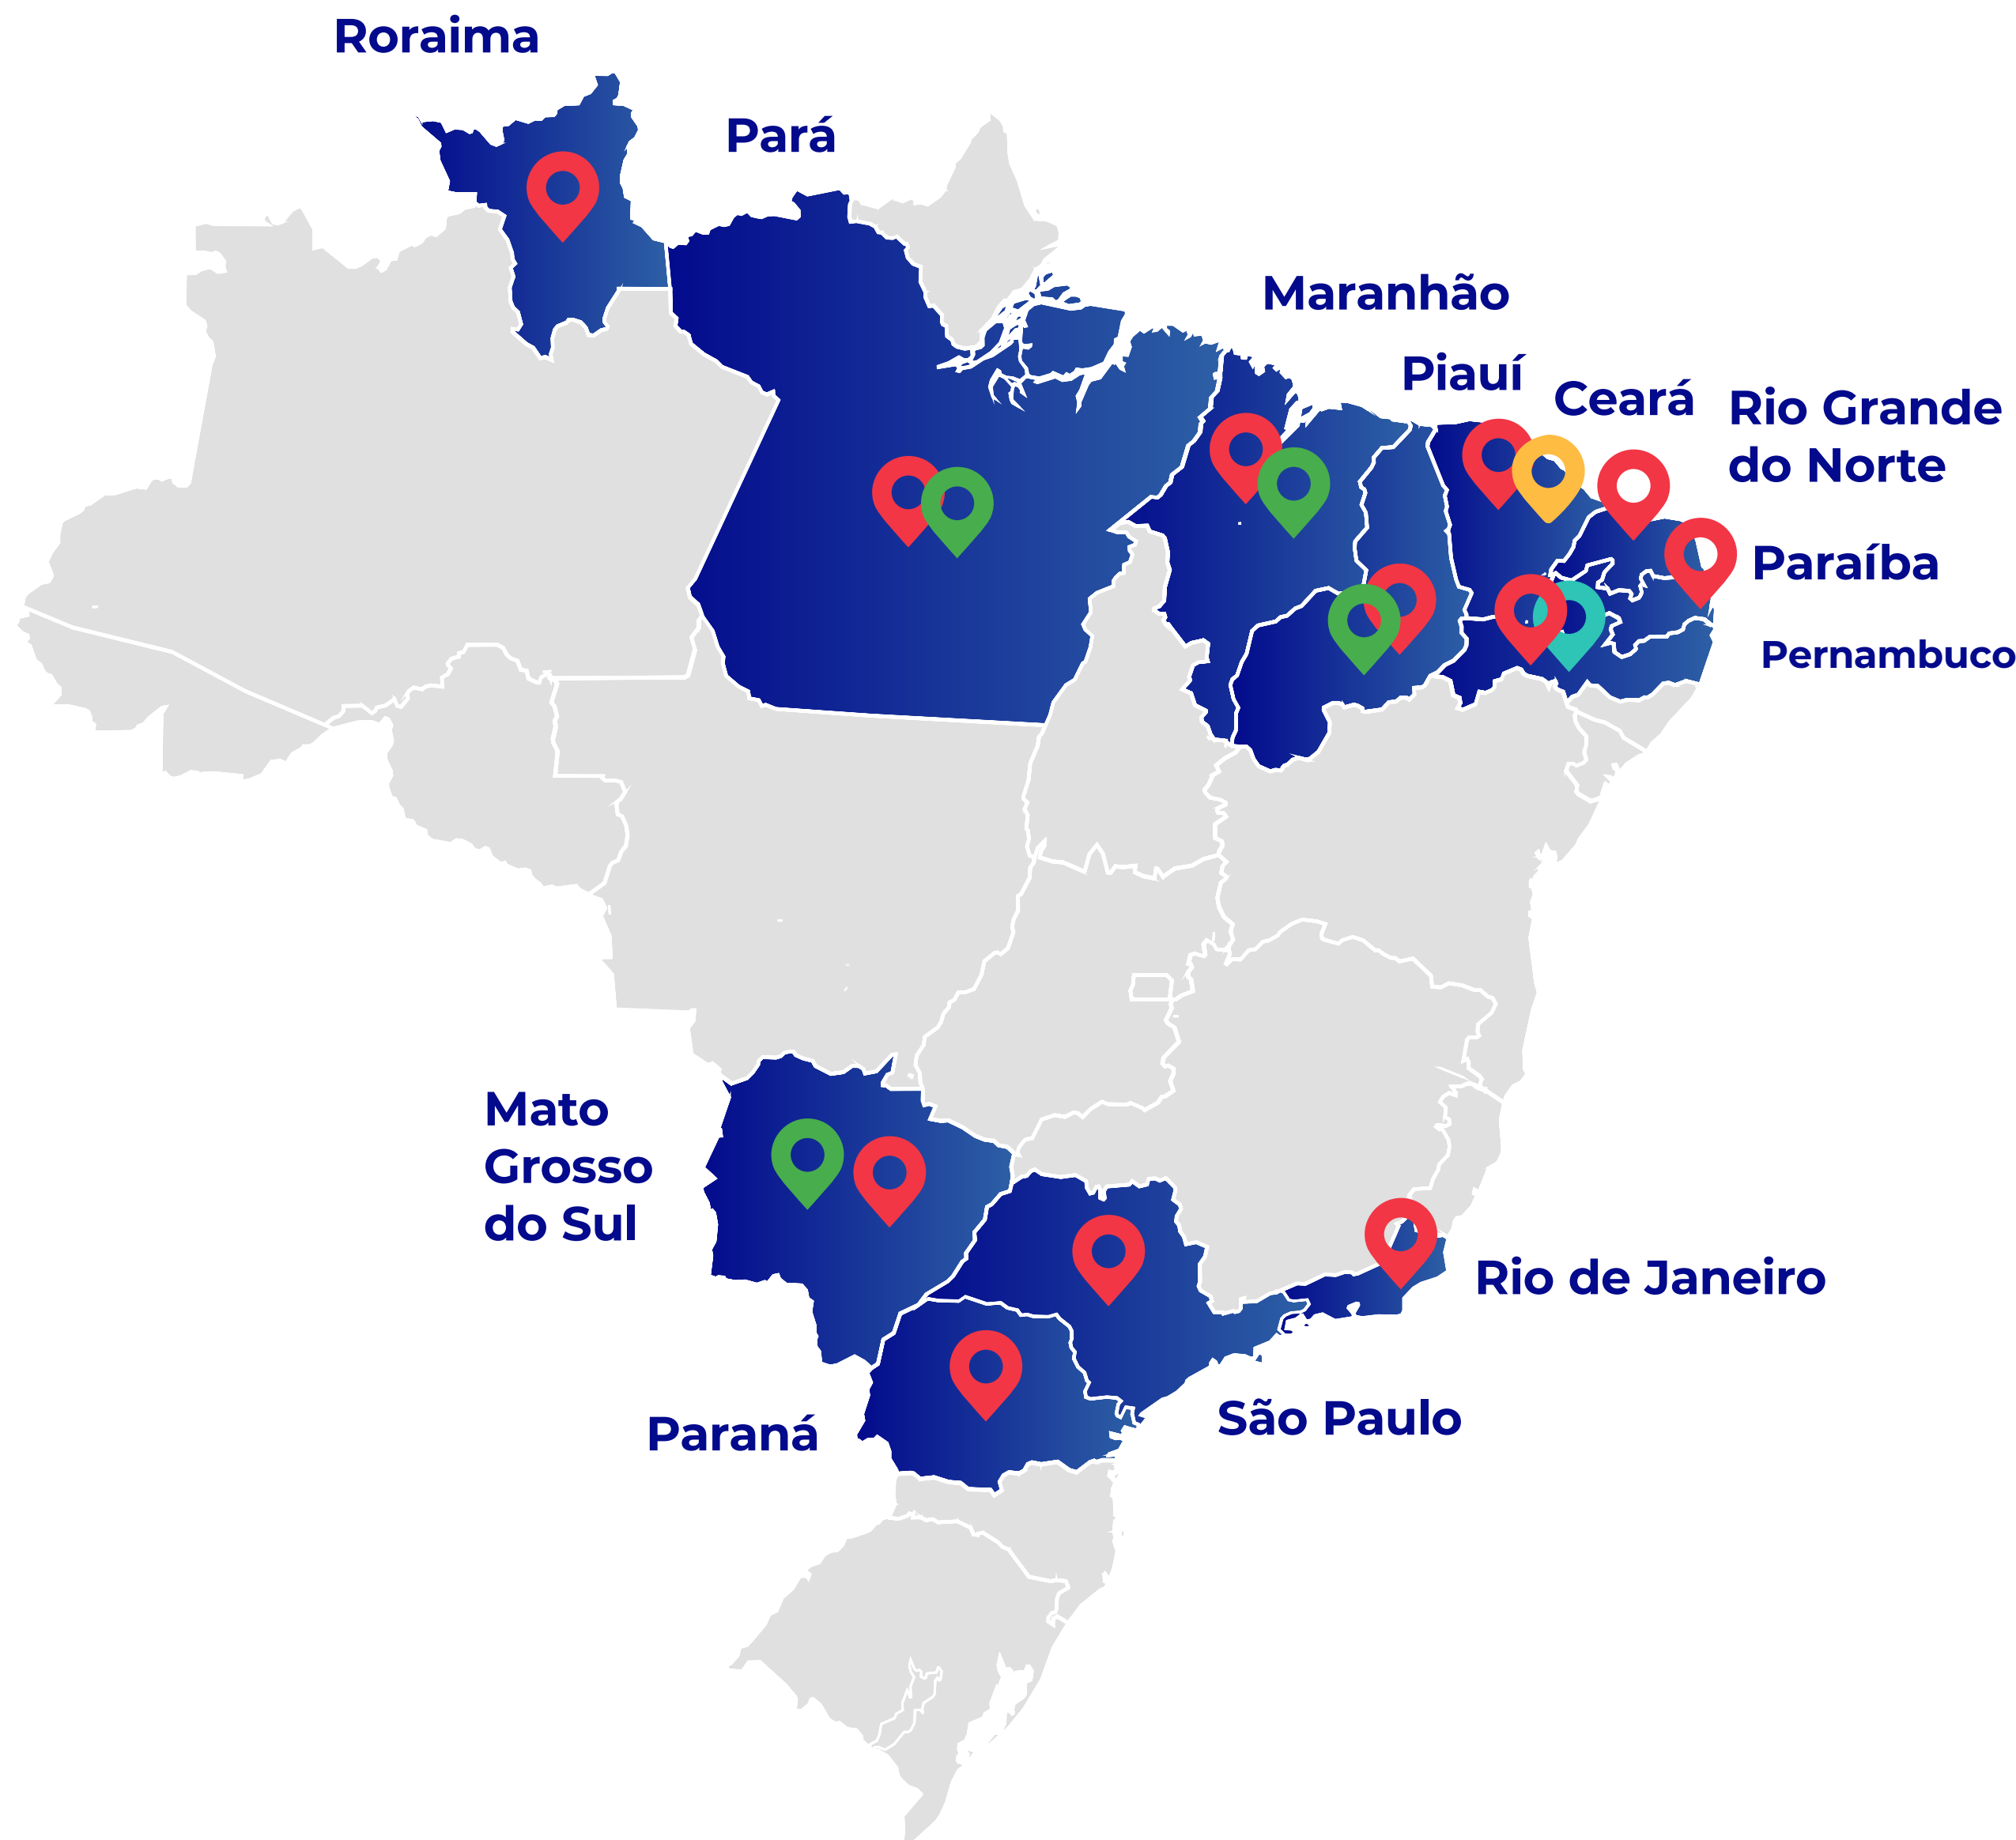 Roraima
Pará
Maranhão
Piauí
Ceará
Rio Grande
do Norte
Paraíba
Pernambuco
Mato
Grosso
do Sul
Rio de Janeiro
São Paulo
Paraná